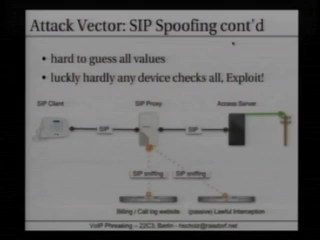 Attack Vector: SIP Spoofing cont'd
• hard to guess all values
• luckly hardly any device checks all, Exploit!
SIP Client
SIP Proxy
Access Server
SIP
SIP
SIP sniffing
SIP sniffing
Billing / Call log website
(passive) Lawful Interception
VoIP Phreaking – 22C3, Berlin -